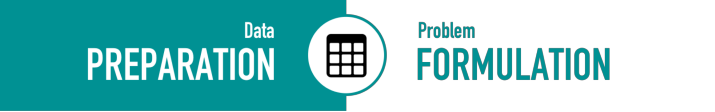 Data
PREPARATION
Problem
FORMULATION